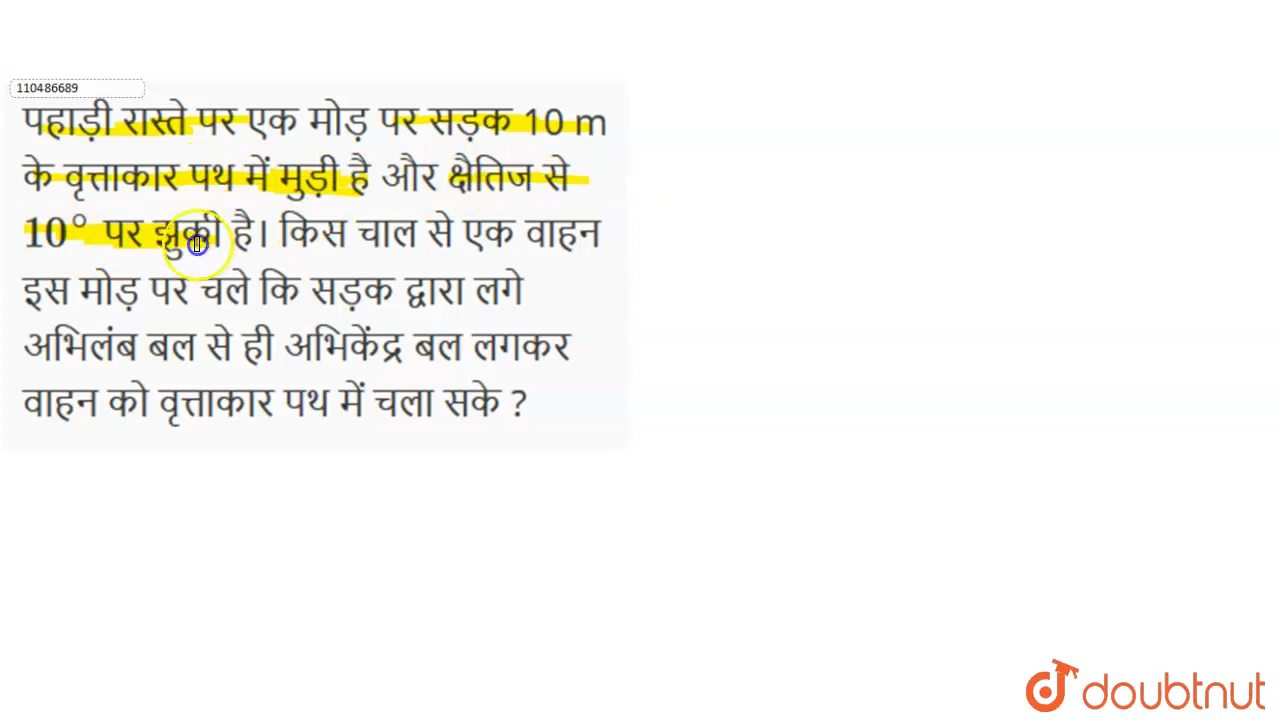 110486689
पहाड़ी रास्ते पर एक मोड़ पर सड़क 10 m
के वृत्ताकार पथ में मुड़ी है और क्षैतिज से
10° पर झुकी है। किस चाल से एक वाहन
इस मोड़ पर चले कि सड़क द्वारा लगे
अभिलंब बल से ही अभिकेंद्र बल लगकर
वाहन को वृत्ताकार पथ में चला सके ?
doubtnut